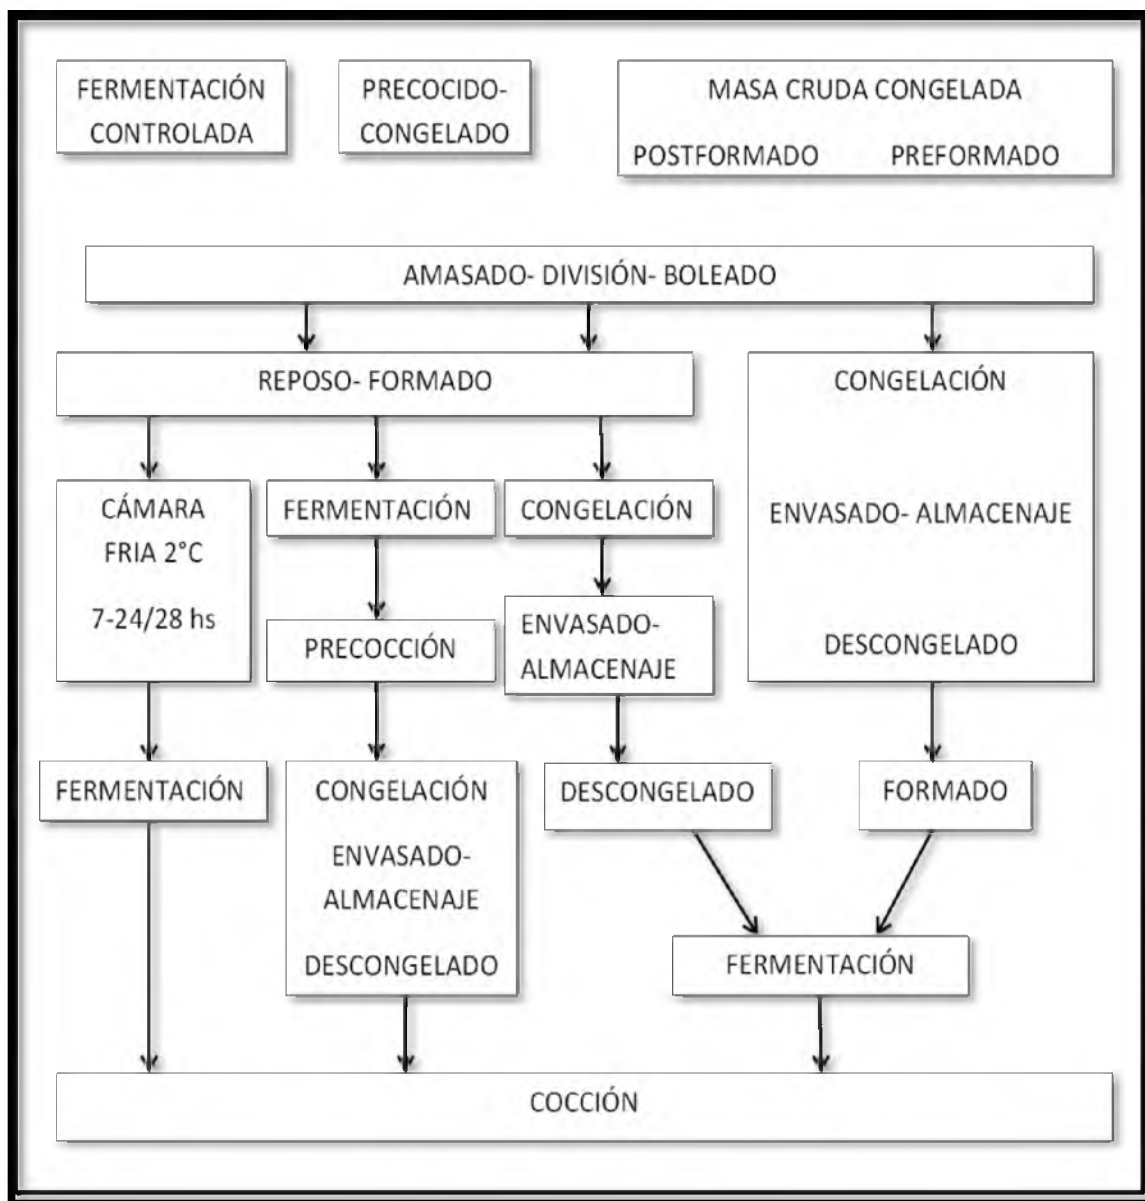 FERMENTACIÓN
CONTROLADA
PRECOCIDO-
CONGELADO
MASA CRUDA CONGELADA
POSTFORMADO PREFORMADO
AMASADO- DIVISIÓN- BOLEADO
REPOSO- FORMADO
CÁMARA
FRIA 2°C
7-24/28 hs
FERMENTACIÓN
PRECOCCIÓN
CONGELACIÓN
ENVASADO-
ALMACENAJE
CONGELACIÓN
ENVASADO- ALMACENAJE
DESCONGELADO
FERMENTACIÓN
CONGELACIÓN
ENVASADO-
ALMACENAJE
DESCONGELADO
DESCONGELADO
FORMADO
FERMENTACIÓN
COCCIÓN